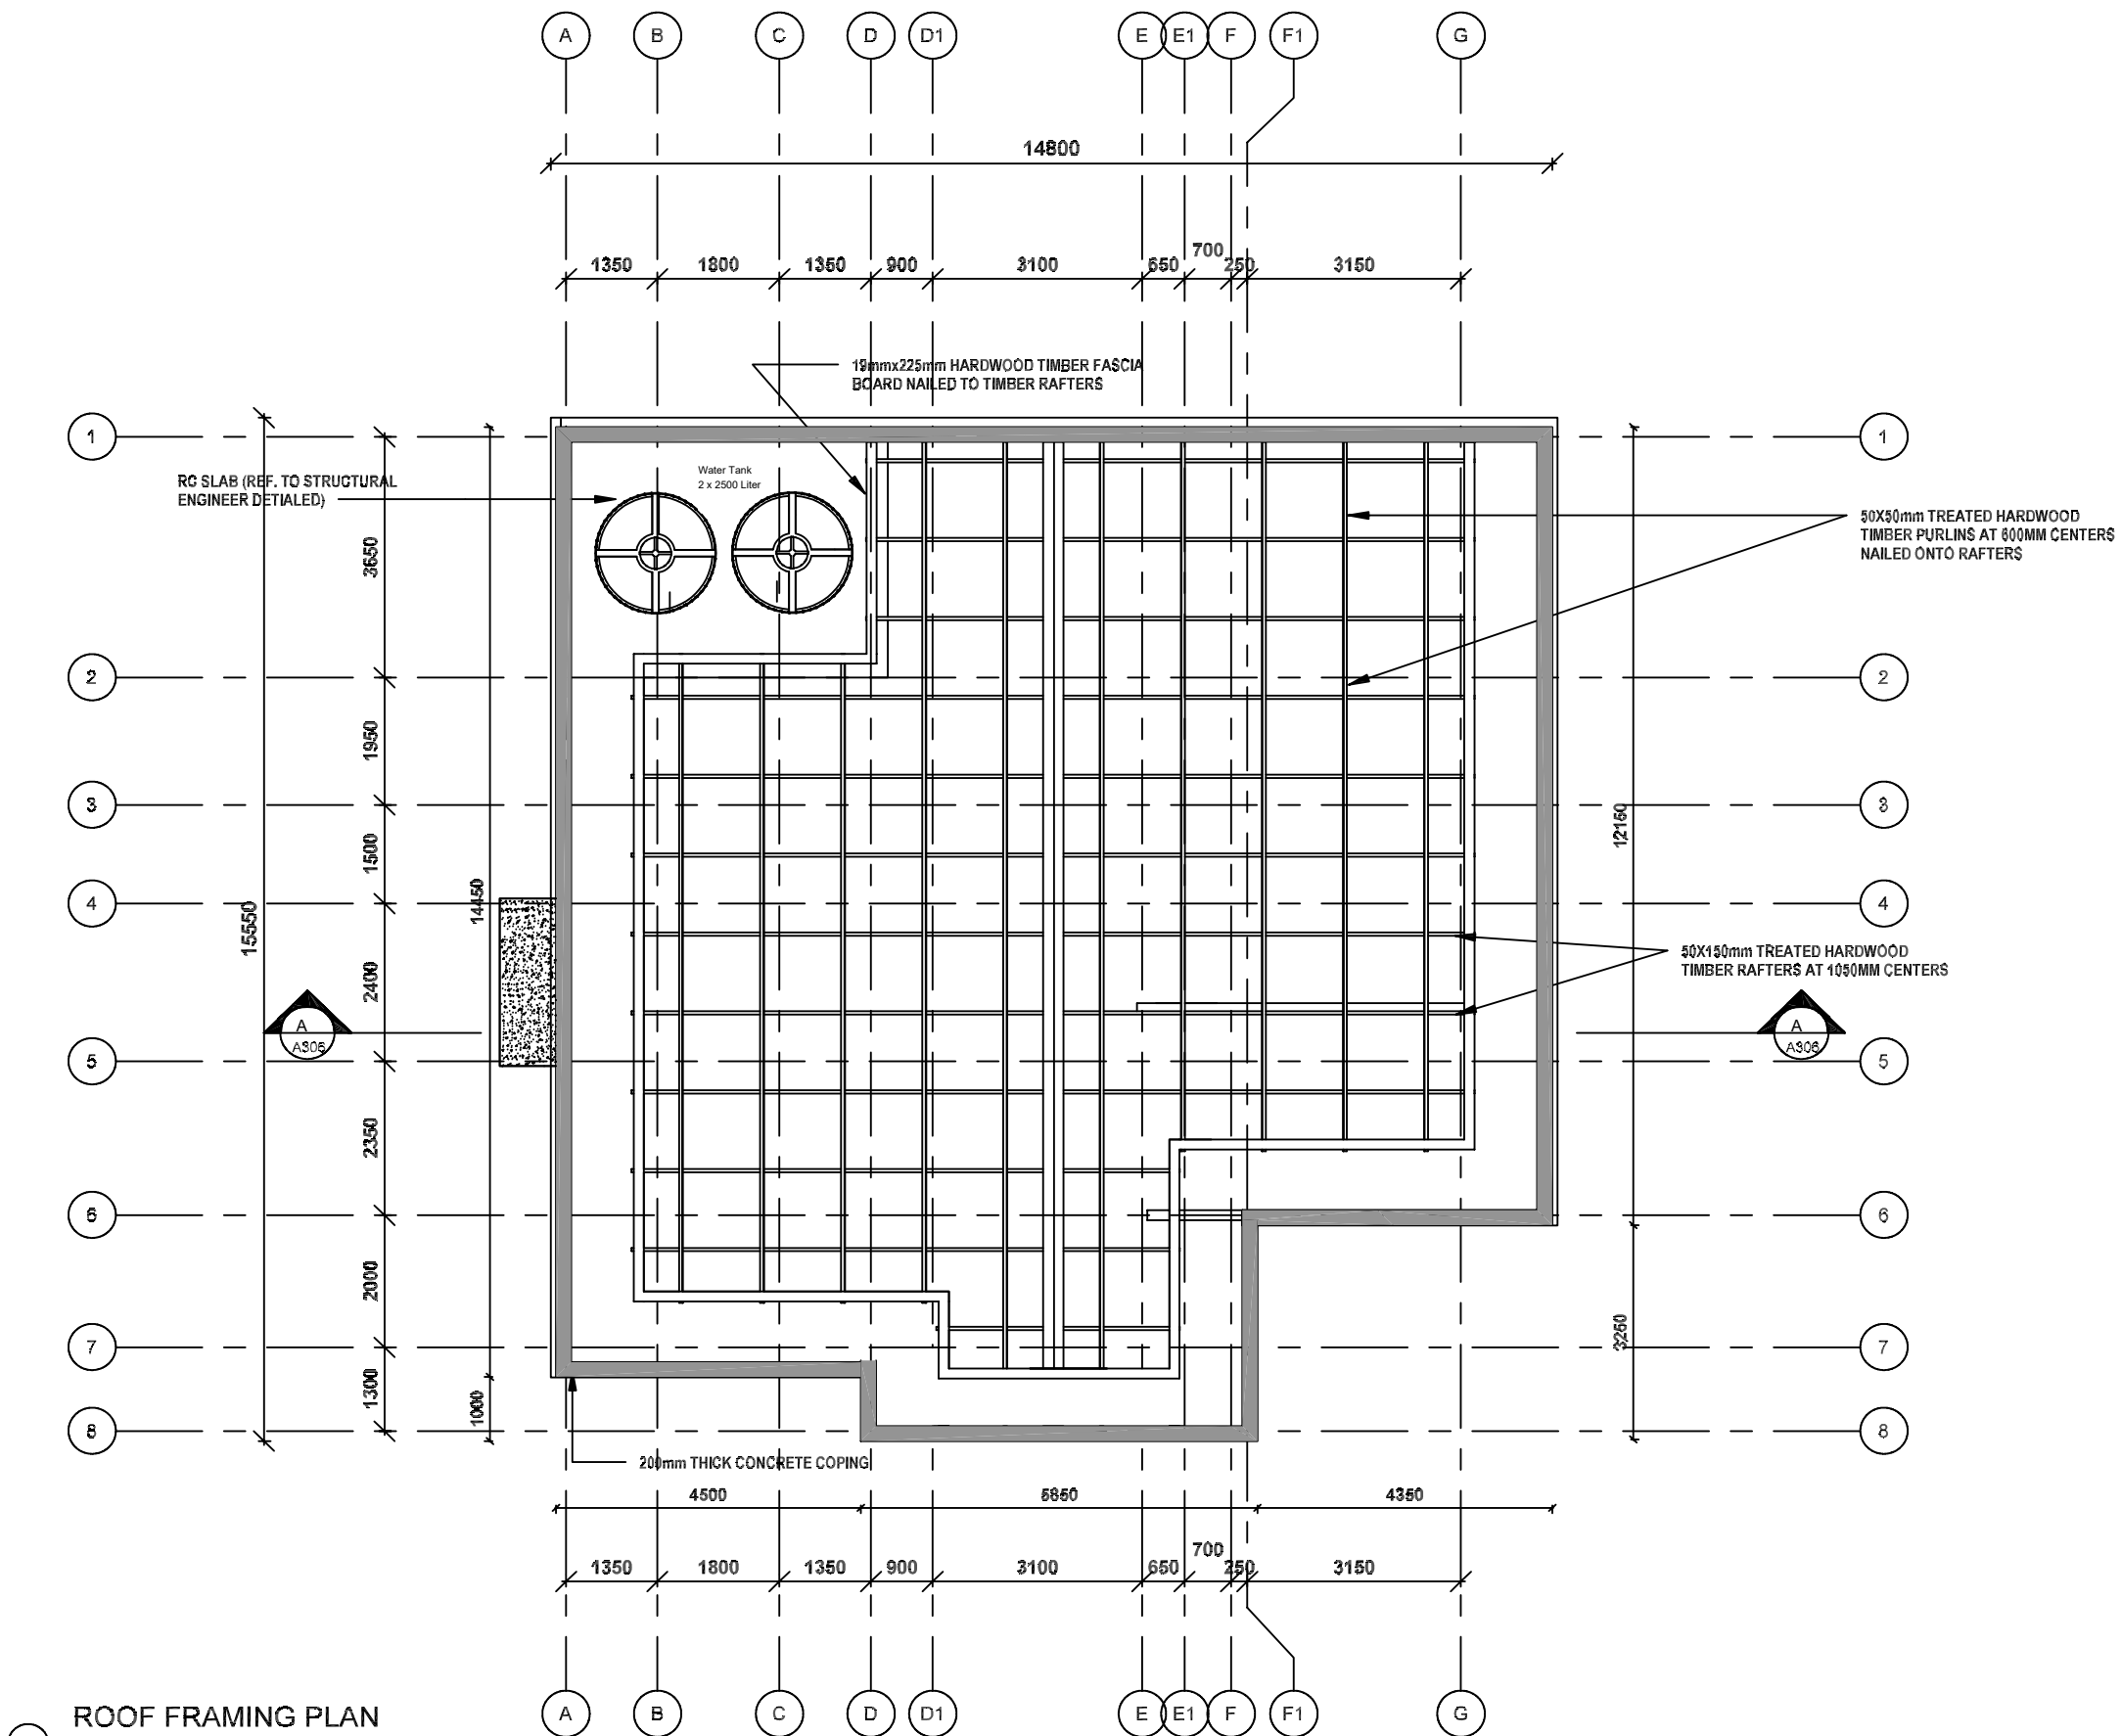 A B C D D1 E E1 F F1 G
14800
700
1350 1800 1350 900 3100 650 250 3150
19mmx225mm HARDWOOD TIMBER FASCIA
BOARD NAILED TO TIMBER RAFTERS
1 1
Water Tank
2 x 2500 Liter
RC SLAB (REF. TO STRUCTURAL
ENGINEER DETIALED)
50X50mm TREATED HARDWOOD
TIMBER PURLINS AT 600MM CENTERS
NAILED ONTO RAFTERS
3650
2 2
1950
3 3
12150
1500
14450
4 4
15550
50X150mm TREATED HARDWOOD
TIMBER RAFTERS AT 1050MM CENTERS
2400
A A
A306 A306
5 5
2350
6 6
2000
3250
7 7
1300
1000
8 8
200mm THICK CONCRETE COPING
4500 5850 4350
700
1350 1800 1350 900 3100 650 250 3150
A B C D D1 E E1 F F1 G
ROOF FRAMING PLAN